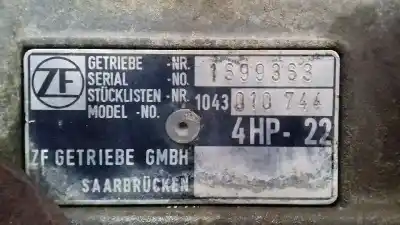 ZF
GETRIEBE -NR. 1599363
SERIAL -NO.
STÜCKLISTEN -NR. 1043 010 744
MODEL -NO.
4HP- 22
ZF GETRIEBE GMBH
SAARBRÜCKEN